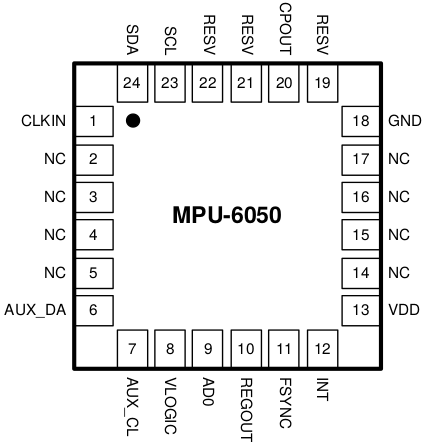 SDA SCL RESV RESV CPOUT RESV
24 23 22 21 20 19
CLKIN 1 18 GND
NC 2 17 NC
NC 3 16 NC
MPU-6050
NC 4 15 NC
NC 5 14 NC
AUX_DA 6 13 VDD
7 8 9 10 11 12
AUX_CL VLOGIC AD0 REGOUT FSYNC INT